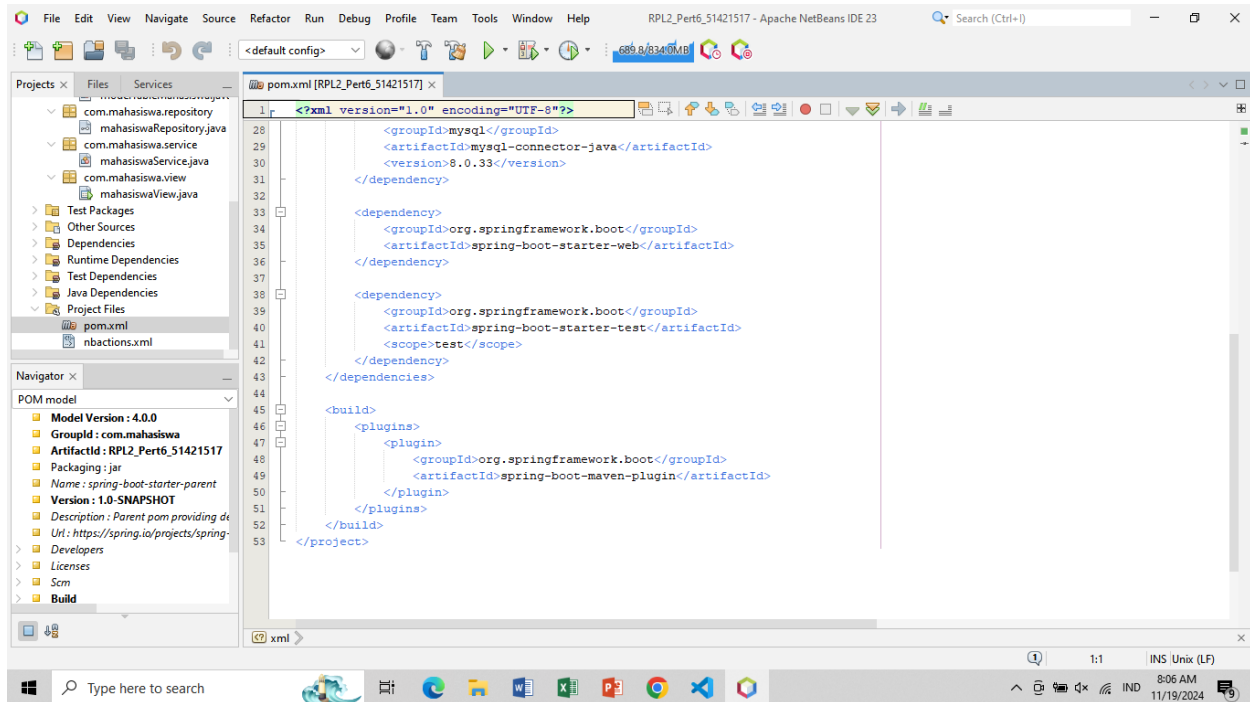 File Edit View Navigate Source Refactor Run Debug Profile Team Tools Window Help RPL2_Pert6_51421517 - Apache NetBeans IDE 23 Search (Ctrl+I)
<default config> 689.8/834.0MB
Projects Files Services
com.mahasiswa.repository
mahasiswaRepository.java
com.mahasiswa.service
mahasiswaService.java
com.mahasiswa.view
mahasiswaView.java
Test Packages
Other Sources
Dependencies
Runtime Dependencies
Test Dependencies
Java Dependencies
Project Files
pom.xml
nbactions.xml
Navigator
POM model
Model Version : 4.0.0
GroupId : com.mahasiswa
ArtifactId : RPL2_Pert6_51421517
Packaging : jar
Name : spring-boot-starter-parent
Version : 1.0-SNAPSHOT
Description : Parent pom providing de
Url : https://spring.io/projects/spring-
Developers
Licenses
Scm
Build
pom.xml [RPL2_Pert6_51421517]
1 <?xml version="1.0" encoding="UTF-8"?>
28 <groupId>mysql</groupId>
29 <artifactId>mysql-connector-java</artifactId>
30 <version>8.0.33</version>
31 </dependency>
32
33 <dependency>
34 <groupId>org.springframework.boot</groupId>
35 <artifactId>spring-boot-starter-web</artifactId>
36 </dependency>
37
38 <dependency>
39 <groupId>org.springframework.boot</groupId>
40 <artifactId>spring-boot-starter-test</artifactId>
41 <scope>test</scope>
42 </dependency>
43 </dependencies>
44
45 <build>
46 <plugins>
47 <plugin>
48 <groupId>org.springframework.boot</groupId>
49 <artifactId>spring-boot-maven-plugin</artifactId>
50 </plugin>
51 </plugins>
52 </build>
53 </project>
xml
1 1:1 INS Unix (LF)
Type here to search
IND 8:06 AM
11/19/2024 9